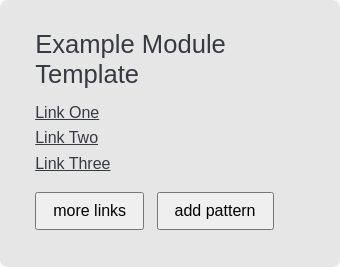 Example Module
Template
Link One
Link Two
Link Three
more links add pattern